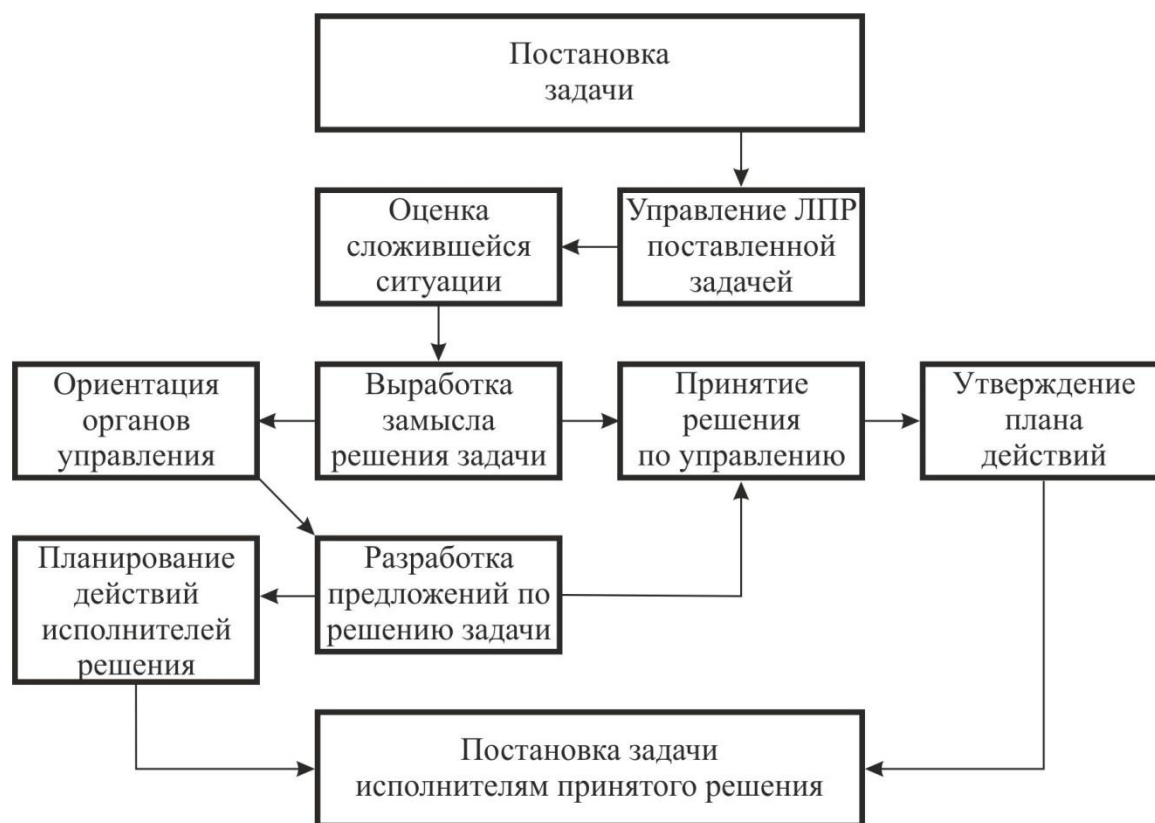 Постановка
задачи
Оценка
сложившейся
ситуации
Управление ЛПР
поставленной
задачей
Ориентация
органов
управления
Выработка
замысла
решения задачи
Принятие
решения
по управлению
Утверждение
плана
действий
Планирование
действий
исполнителей
решения
Разработка
предложений по
решению задачи
Постановка задачи
исполнителям принятого решения